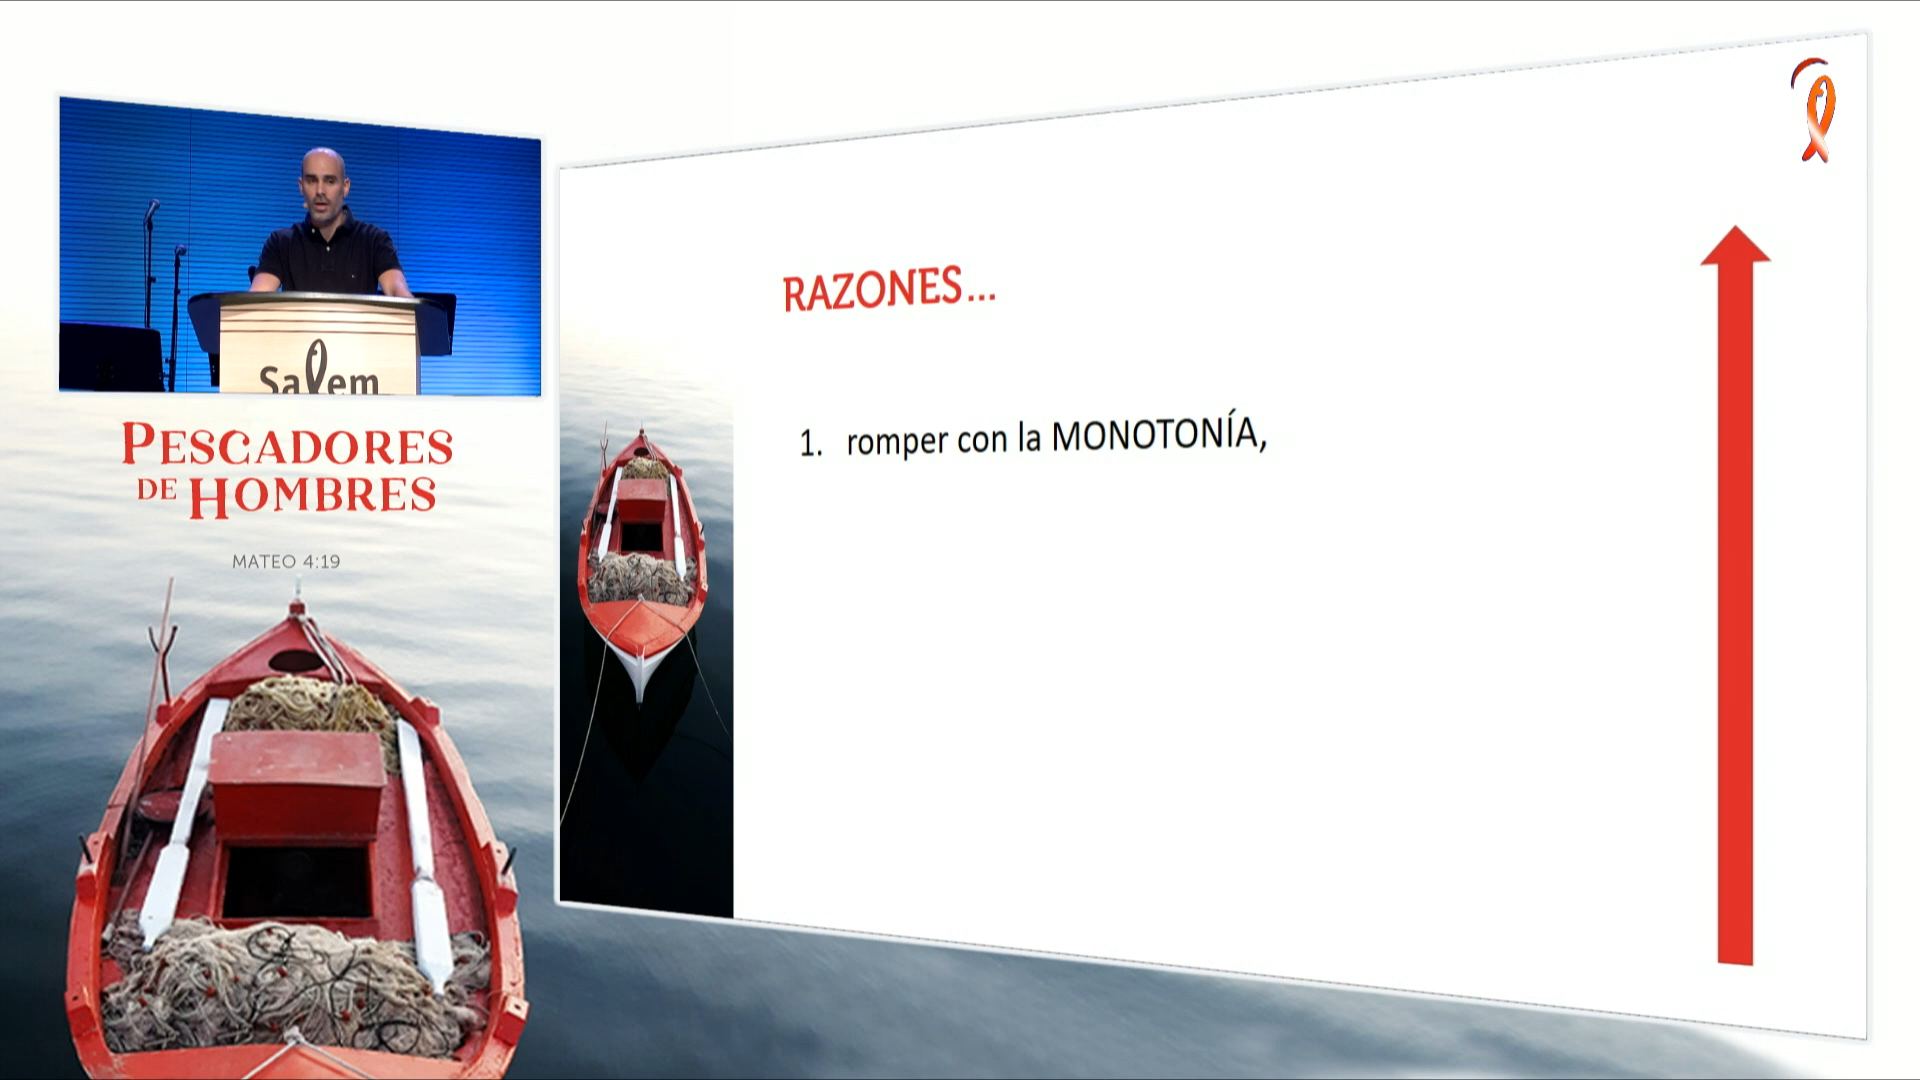 Salem
PESCADORES
DE HOMBRES
MATEO 4:19
RAZONES...
1. romper con la MONOTONÍA,